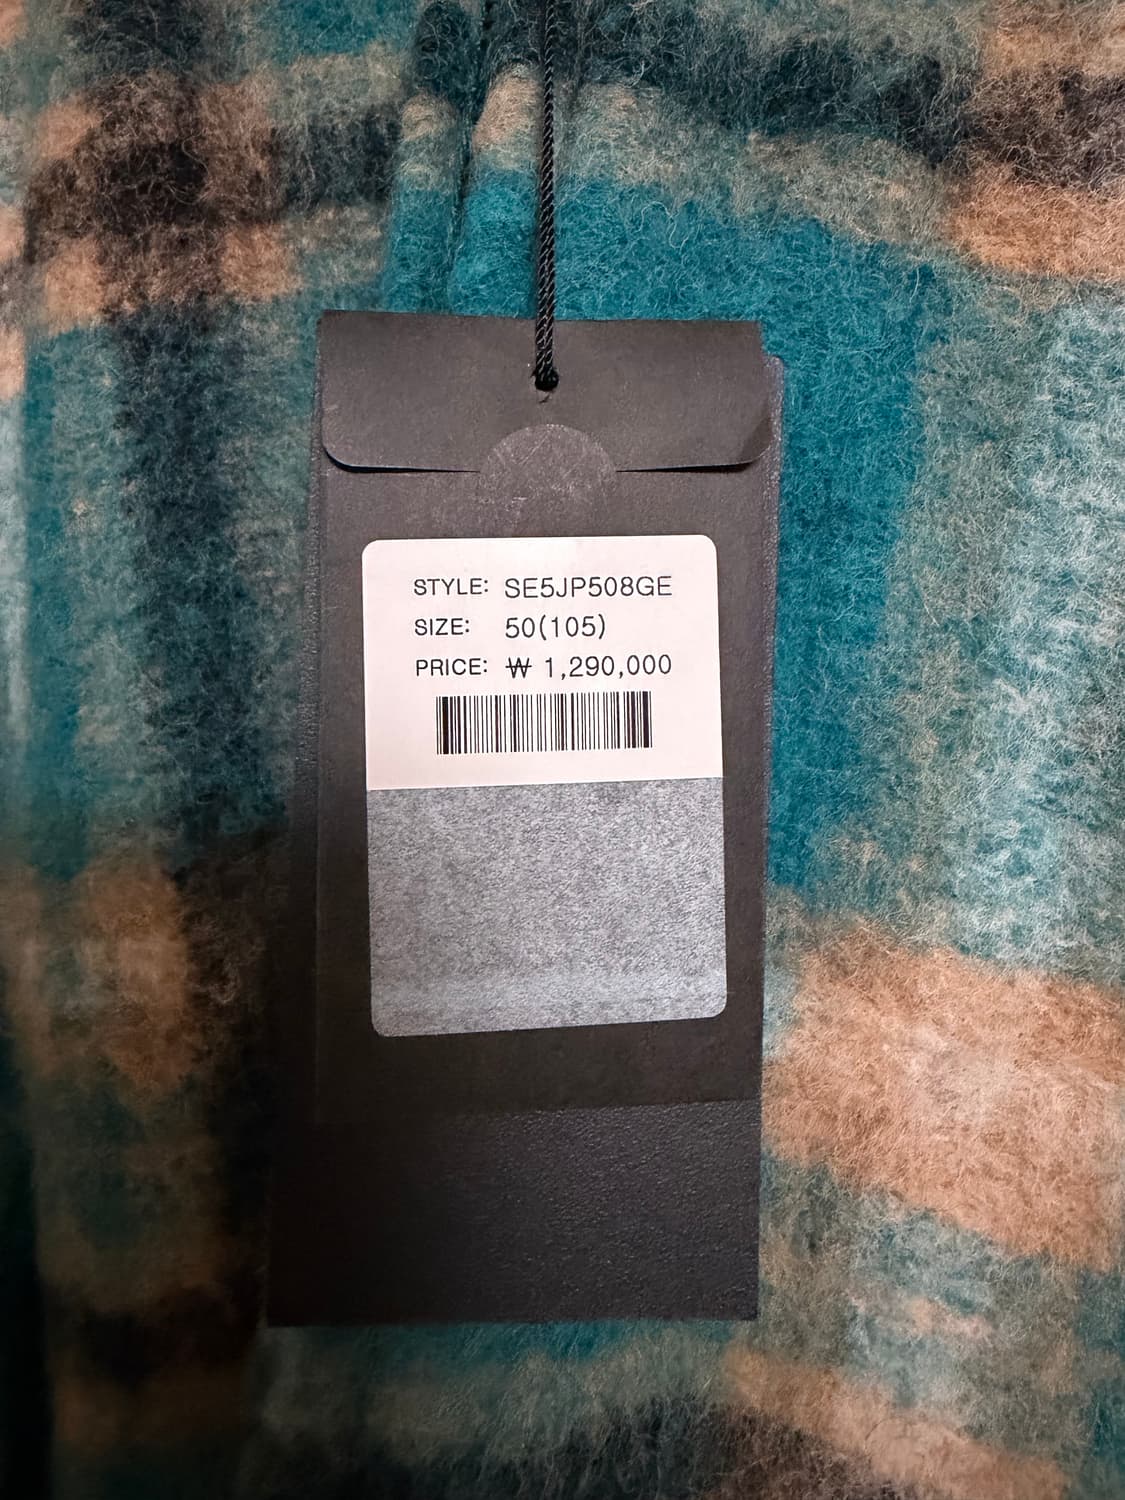 STYLE: SE5JP508GE
SIZE: 50(105)
PRICE: ₩ 1,290,000